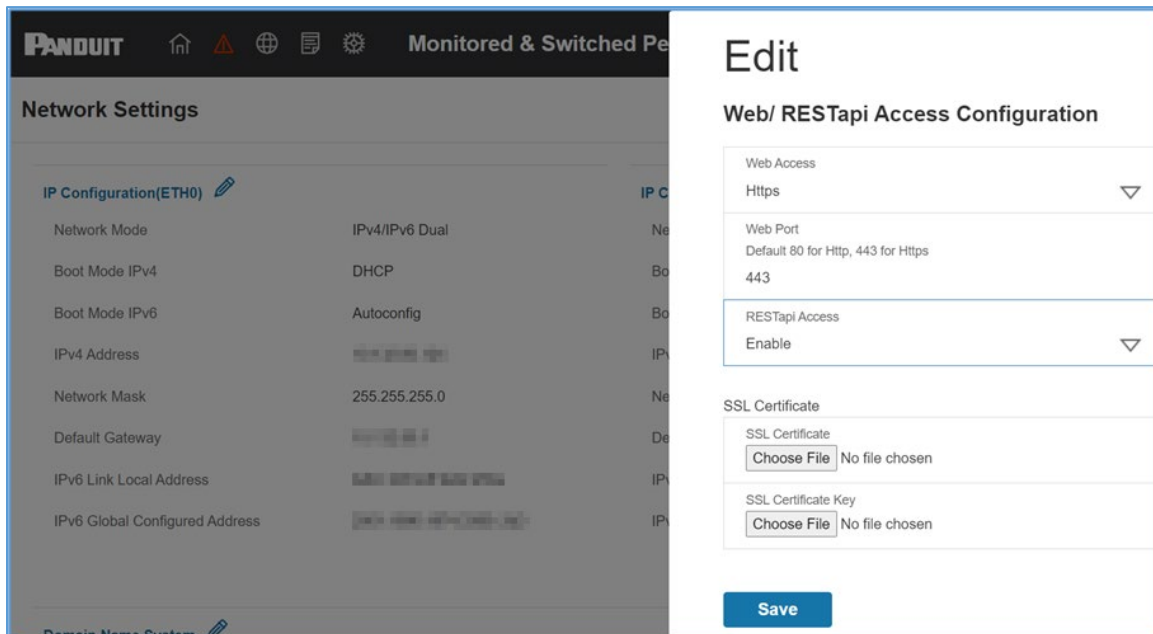 PANDUIT
Monitored & Switched Pe
Network Settings
IP Configuration(ETH0)
Network Mode IPv4/IPv6 Dual
Boot Mode IPv4 DHCP
Boot Mode IPv6 Autoconfig
IPv4 Address
Network Mask 255.255.255.0
Default Gateway
IPv6 Link Local Address
IPv6 Global Configured Address
IP C
Ne
Bo
Bo
IPv
Ne
De
IPv
IPv
Domain Name System
Edit
Web/ RESTapi Access Configuration
Web Access
Https
Web Port
Default 80 for Http, 443 for Https
443
RESTapi Access
Enable
SSL Certificate
SSL Certificate
Choose File No file chosen
SSL Certificate Key
Choose File No file chosen
Save